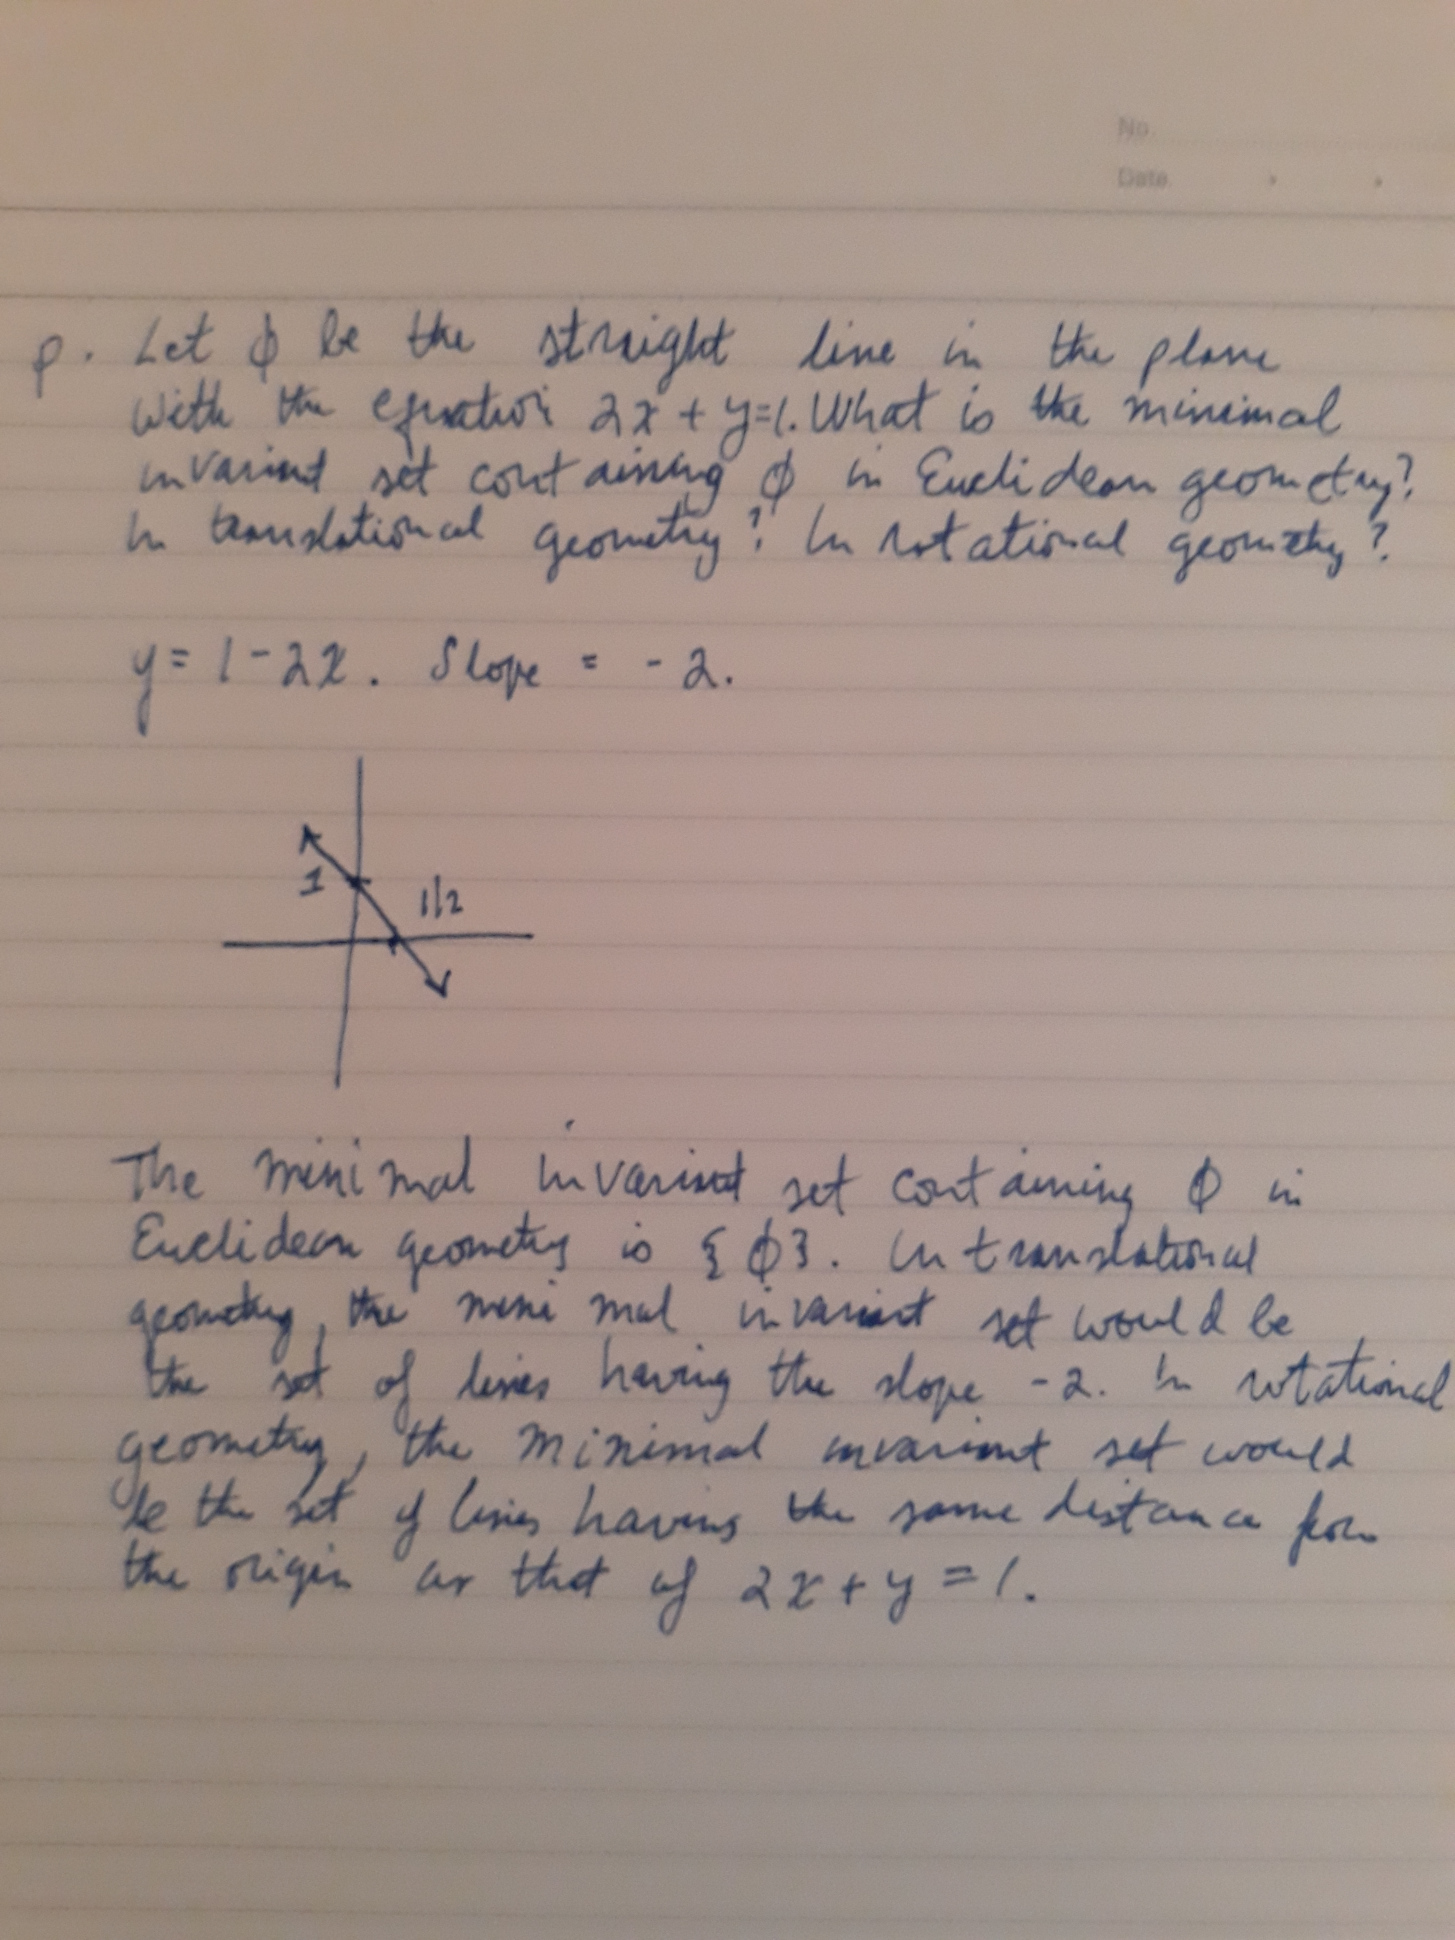 No.
Date
p. Let ϕ be the straight line in the plane
with the equation 2x + y=1. What is the minimal
invariant set containing ϕ in Euclidean geometry?
In translational geometry? In rotational geometry?
y = 1 - 2x. Slope = -2.
1
1/2
The minimal invariant set containing ϕ in
Euclidean geometry is {ϕ}. In translational
geometry, the minimal invariant set would be
the set of lines having the slope -2. In rotational
geometry, the minimal invariant set would
be the set of lines having the same distance from
the origin as that of 2x + y = 1.